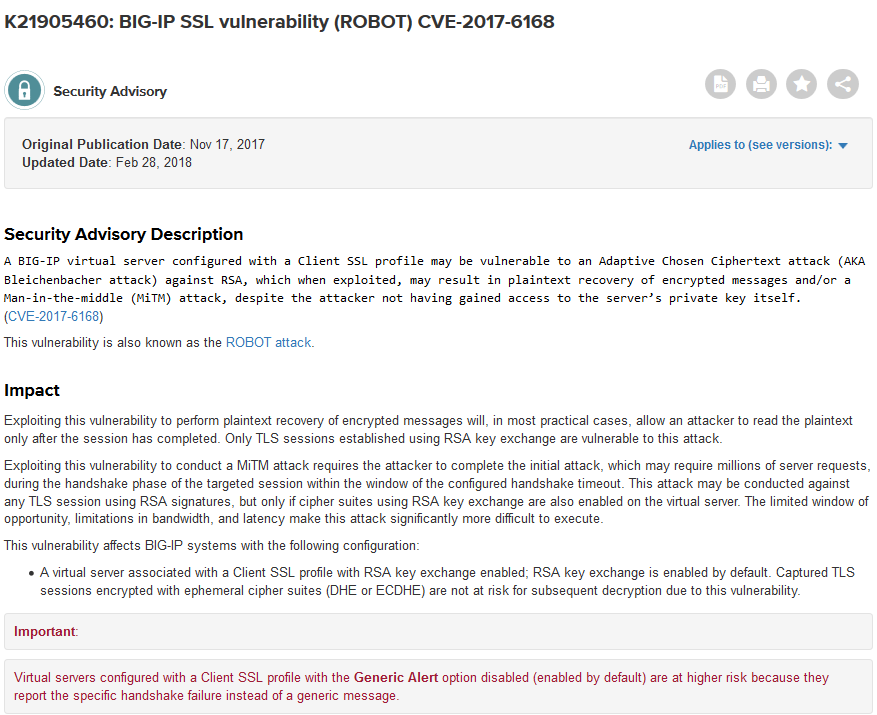 K21905460: BIG-IP SSL vulnerability (ROBOT) CVE-2017-6168
Security Advisory
PDF
Original Publication Date: Nov 17, 2017
Applies to (see versions):
Updated Date: Feb 28, 2018
Security Advisory Description
A BIG-IP virtual server configured with a Client SSL profile may be vulnerable to an Adaptive Chosen Ciphertext attack (AKA
Bleichenbacher attack) against RSA, which when exploited, may result in plaintext recovery of encrypted messages and/or a
Man-in-the-middle (MiTM) attack, despite the attacker not having gained access to the server’s private key itself.
(CVE-2017-6168)
This vulnerability is also known as the ROBOT attack.
Impact
Exploiting this vulnerability to perform plaintext recovery of encrypted messages will, in most practical cases, allow an attacker to read the plaintext
only after the session has completed. Only TLS sessions established using RSA key exchange are vulnerable to this attack.
Exploiting this vulnerability to conduct a MiTM attack requires the attacker to complete the initial attack, which may require millions of server requests,
during the handshake phase of the targeted session within the window of the configured handshake timeout. This attack may be conducted against
any TLS session using RSA signatures, but only if cipher suites using RSA key exchange are also enabled on the virtual server. The limited window of
opportunity, limitations in bandwidth, and latency make this attack significantly more difficult to execute.
This vulnerability affects BIG-IP systems with the following configuration:
• A virtual server associated with a Client SSL profile with RSA key exchange enabled; RSA key exchange is enabled by default. Captured TLS
sessions encrypted with ephemeral cipher suites (DHE or ECDHE) are not at risk for subsequent decryption due to this vulnerability.
Important:
Virtual servers configured with a Client SSL profile with the Generic Alert option disabled (enabled by default) are at higher risk because they
report the specific handshake failure instead of a generic message.